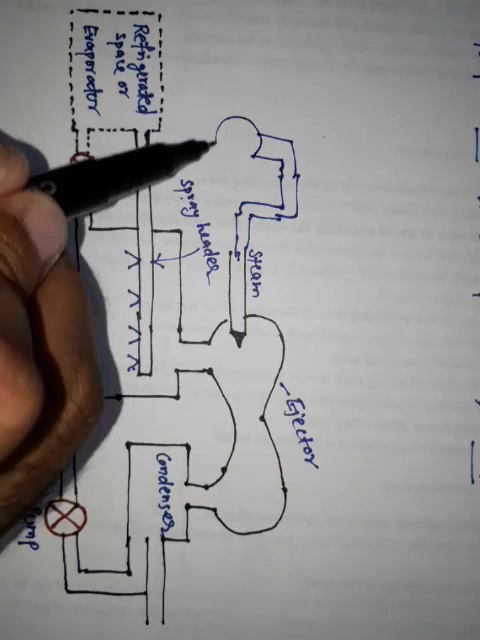 Refrigerated
space or
Evaporator
Spray header
Steam
Ejector
Condenser
Pump